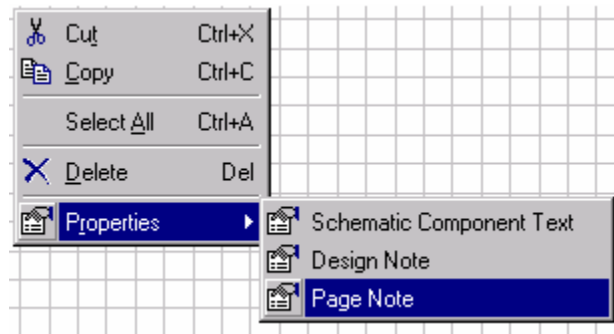 Cut Ctrl+X
Copy Ctrl+C
Select All Ctrl+A
Delete Del
Properties
Schematic Component Text
Design Note
Page Note